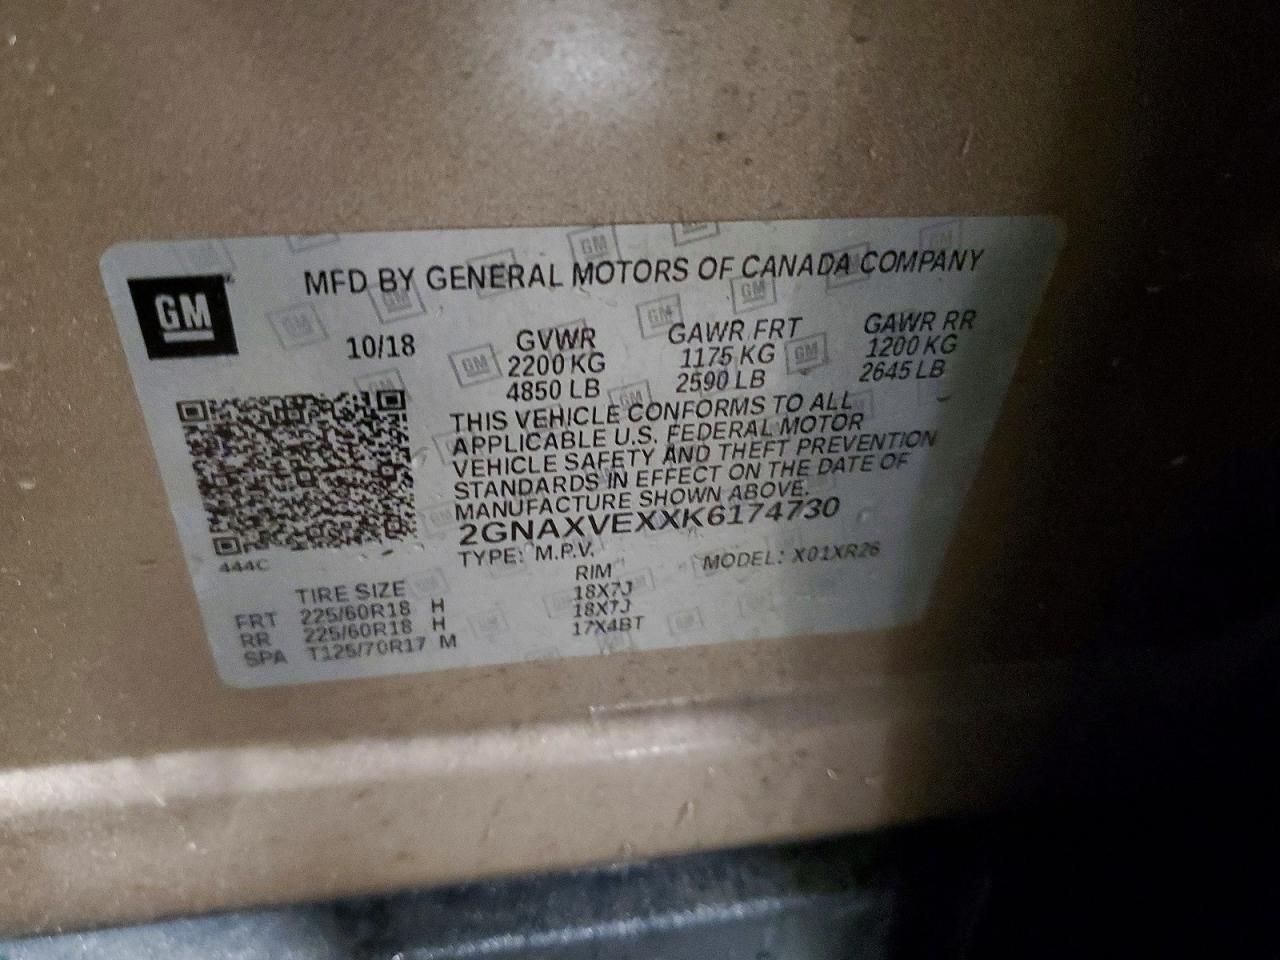 GM
MFD BY GENERAL MOTORS OF CANADA COMPANY
10/18
GVWR GAWR FRT GAWR RR
2200 KG 1175 KG 1200 KG
4850 LB 2590 LB 2645 LB
THIS VEHICLE CONFORMS TO ALL
APPLICABLE U.S. FEDERAL MOTOR
VEHICLE SAFETY AND THEFT PREVENTION
STANDARDS IN EFFECT ON THE DATE OF
MANUFACTURE SHOWN ABOVE.
2GNAXVEXXK6174730
TYPE: M.P.V. MODEL: X01XR26
444C
TIRE SIZE RIM
FRT 225/60R18 H 18X7J
RR 225/60R18 H 18X7J
SPA T125/70R17 M 17X4BT